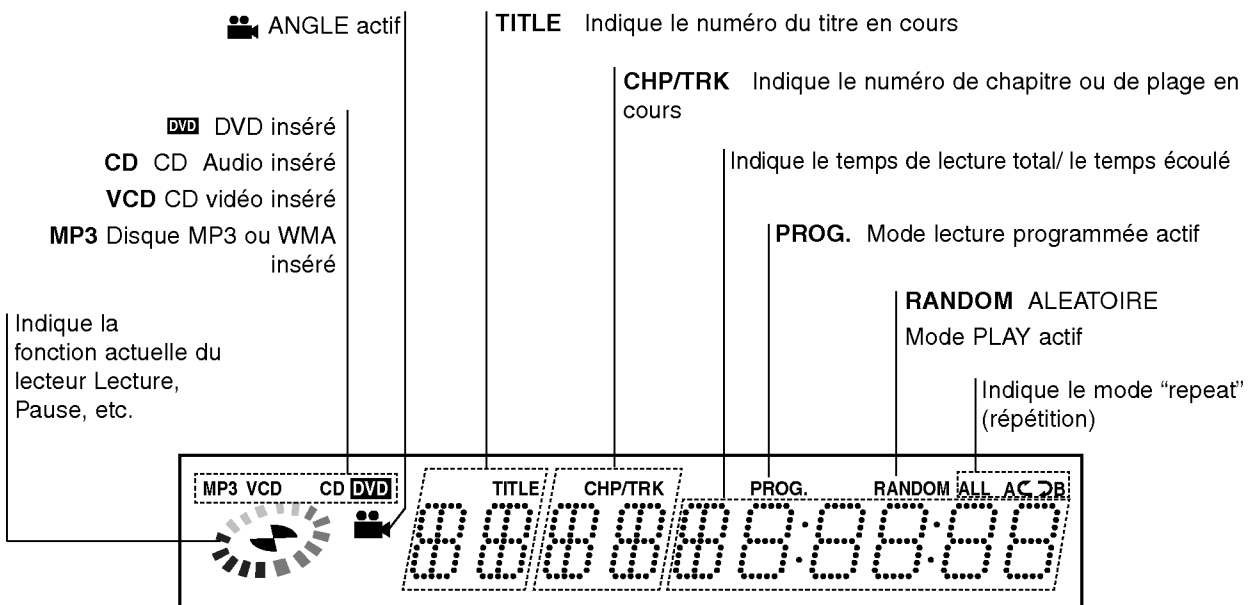 ANGLE actif
TITLE Indique le numéro du titre en cours
CHP/TRK Indique le numéro de chapitre ou de plage en
cours
DVD DVD inséré
CD CD Audio inséré
VCD CD vidéo inséré
MP3 Disque MP3 ou WMA
inséré
Indique le temps de lecture total/ le temps écoulé
PROG. Mode lecture programmée actif
RANDOM ALEATOIRE
Mode PLAY actif
Indique la
fonction actuelle du
lecteur Lecture,
Pause, etc.
Indique le mode “repeat”
(répétition)
MP3 VCD CD DVD TITLE CHP/TRK PROG. RANDOM ALL A B